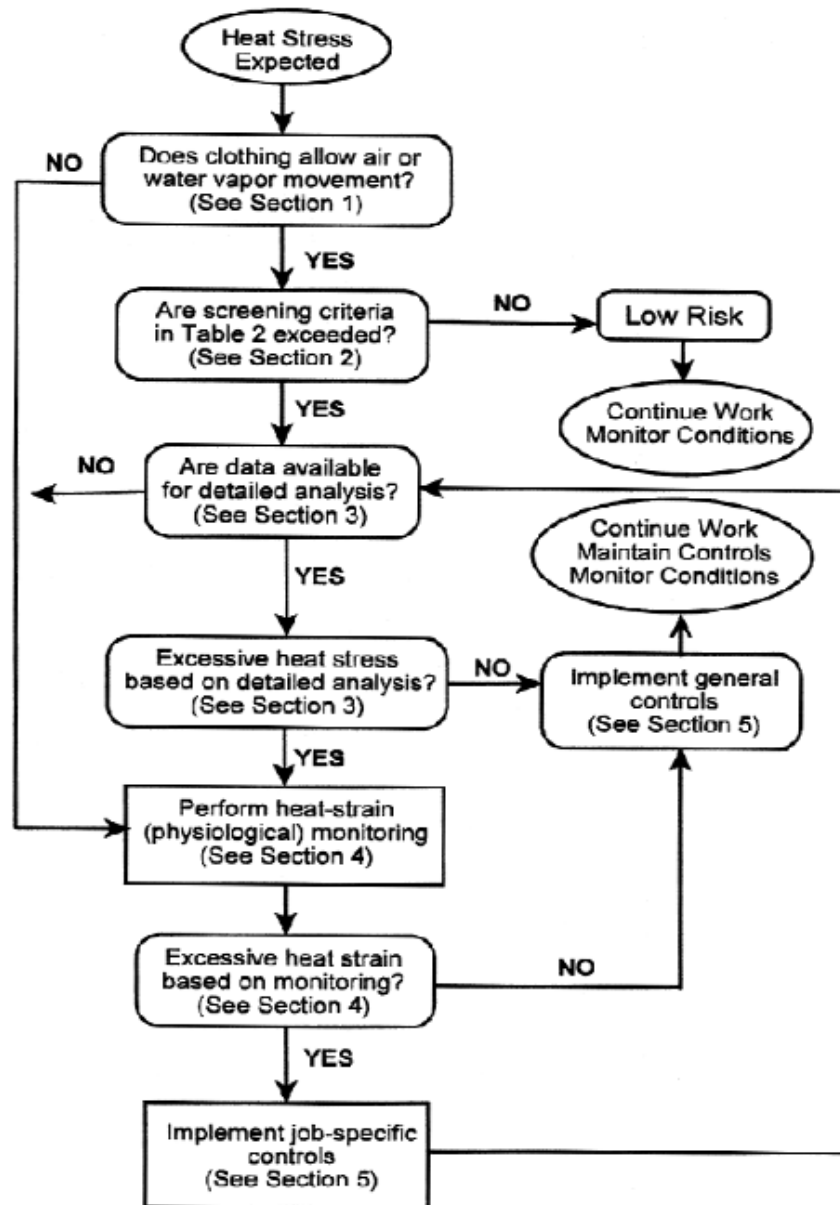 Heat Stress
Expected
NO
Does clothing allow air or
water vapor movement?
(See Section 1)
YES
Are screening criteria
in Table 2 exceeded?
(See Section 2)
NO
Low Risk
YES
Continue Work
Monitor Conditions
NO
Are data available
for detailed analysis?
(See Section 3)
Continue Work
Maintain Controls
Monitor Conditions
YES
Excessive heat stress
based on detailed analysis?
(See Section 3)
NO
Implement general
controls
(See Section 5)
YES
Perform heat-strain
(physiological) monitoring
(See Section 4)
Excessive heat strain
based on monitoring?
(See Section 4)
NO
YES
Implement job-specific
controls
(See Section 5)